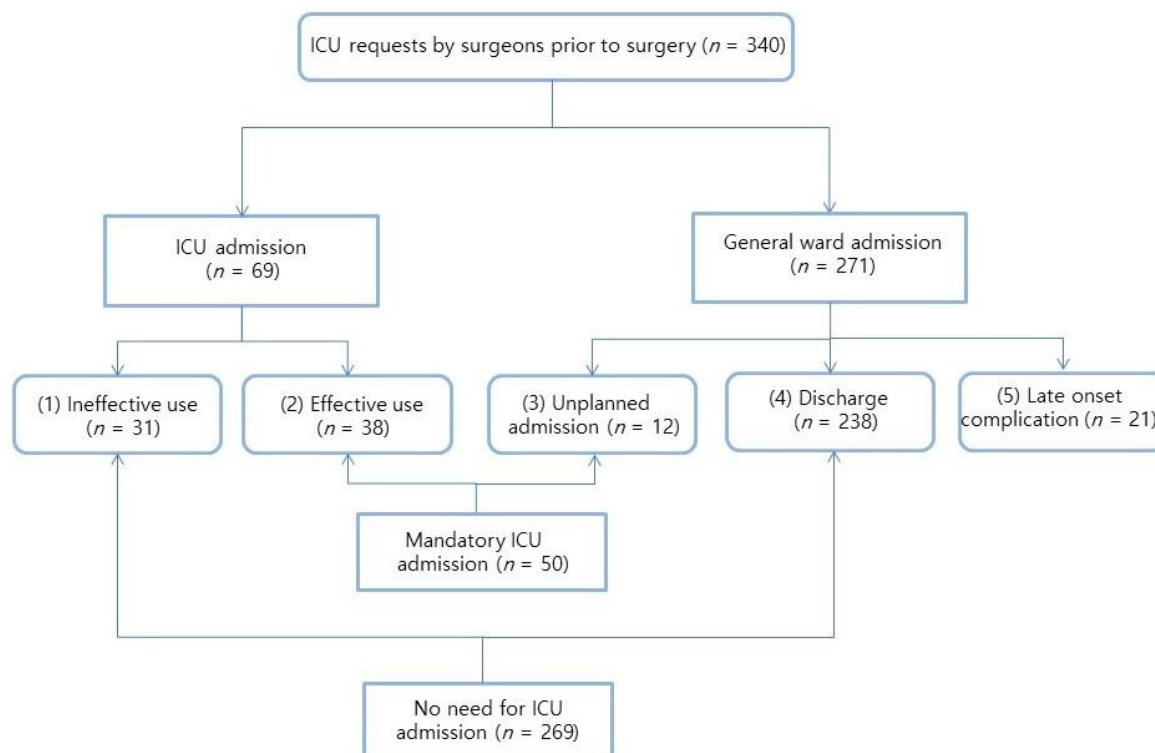 ICU requests by surgeons prior to surgery (n = 340)
ICU admission
(n = 69)
General ward admission
(n = 271)
(1) Ineffective use
(n = 31)
(2) Effective use
(n = 38)
(3) Unplanned
admission (n = 12)
(4) Discharge
(n = 238)
(5) Late onset
complication (n = 21)
Mandatory ICU
admission (n = 50)
No need for ICU
admission (n = 269)